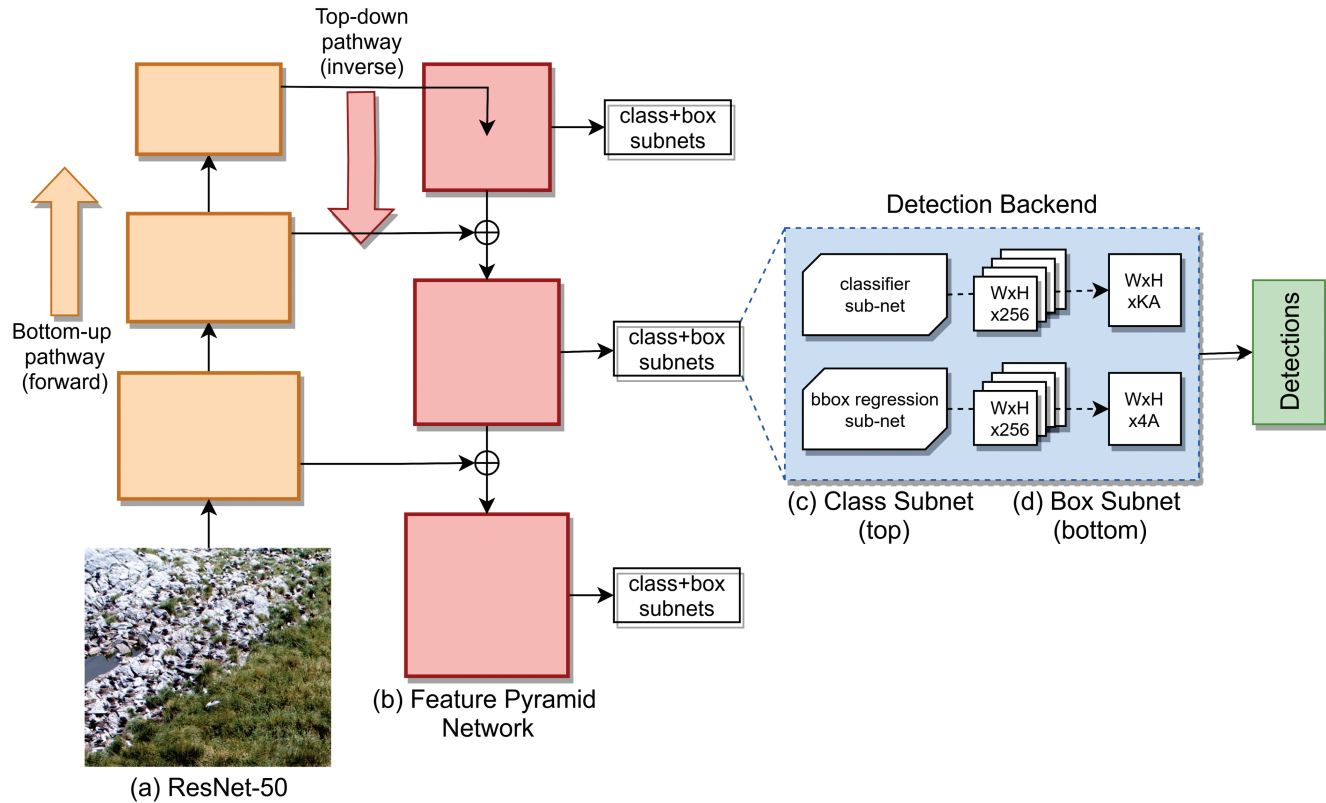 Top-down
pathway
(inverse)
class+box
subnets
Bottom-up
pathway
(forward)
class+box
subnets
class+box
subnets
Detection Backend
classifier
sub-net
WxH
x256
WxH
xKA
bbox regression
sub-net
WxH
x256
WxH
x4A
Detections
(c) Class Subnet
(top)
(d) Box Subnet
(bottom)
(b) Feature Pyramid
Network
(a) ResNet-50